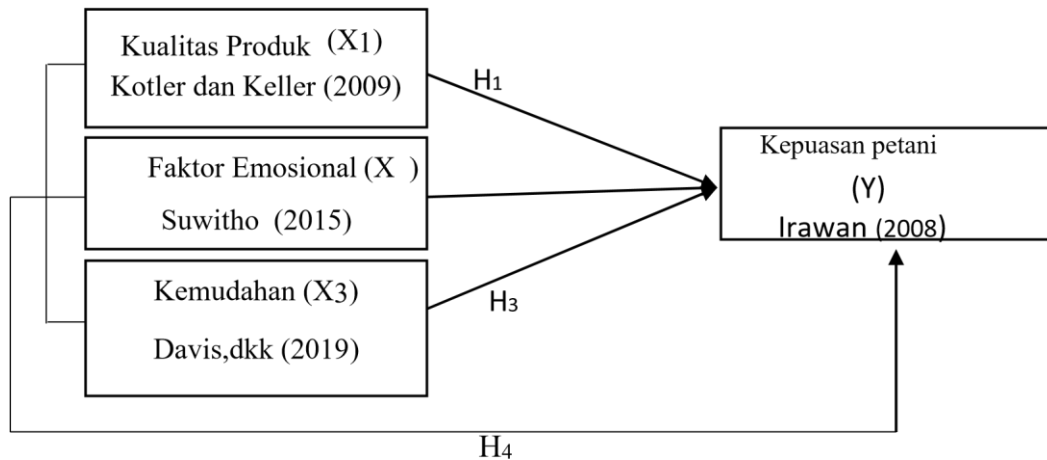 Kualitas Produk (X1)
Kotler dan Keller (2009)
H1
Faktor Emosional (X )
Suwitho (2015)
Kepuasan petani
(Y)
Irawan (2008)
Kemudahan (X3)
Davis,dkk (2019)
H3
H4